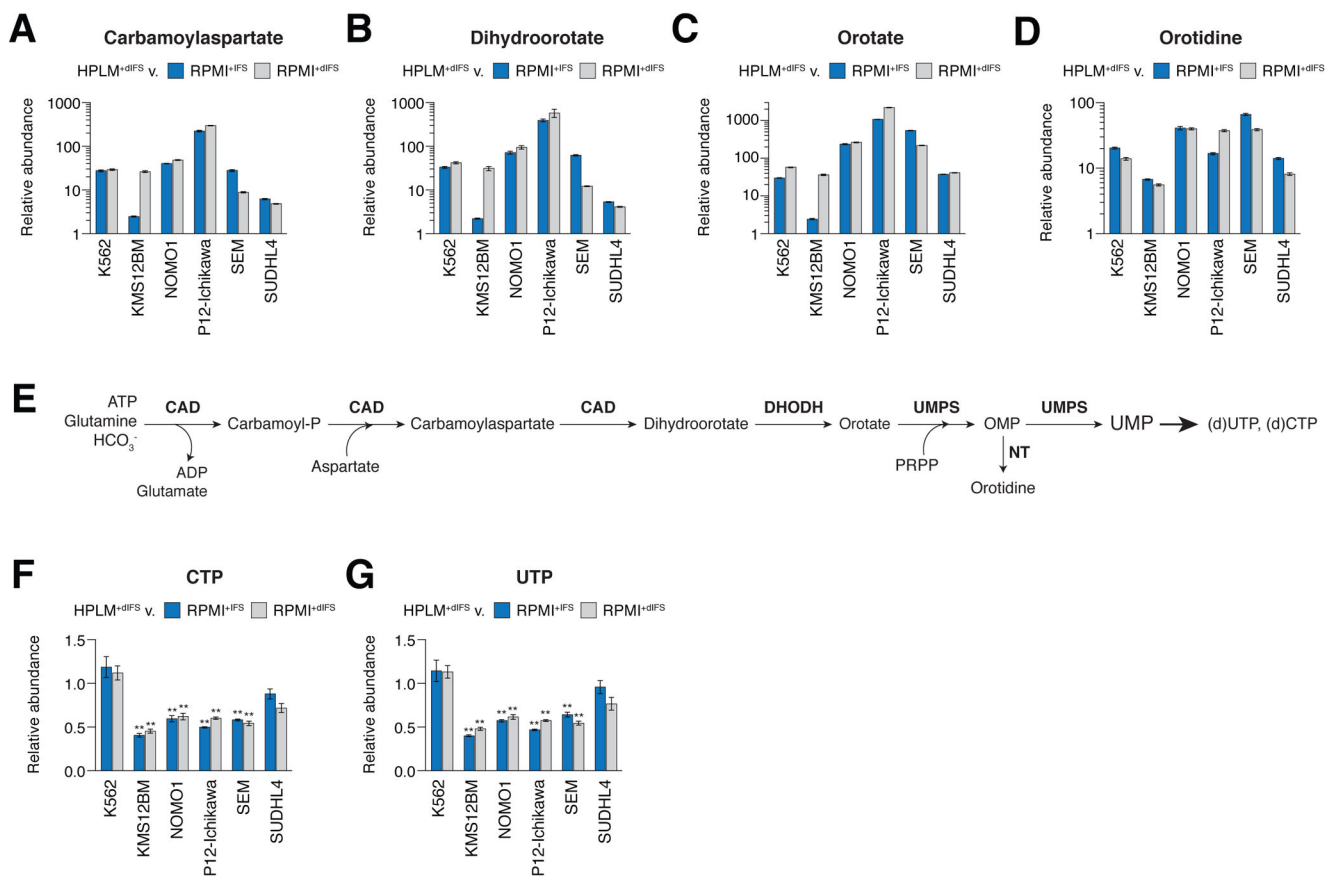 A
Carbamoylaspartate
HPLM+dIFS v. RPMI+IFS RPMI+dIFS
Relative abundance
1000
100
10
1
K562
KMS12BM
NOMO1
P12-Ichikawa
SEM
SUDHL4
B
Dihydroorotate
HPLM+dIFS v. RPMI+IFS RPMI+dIFS
Relative abundance
1000
100
10
1
K562
KMS12BM
NOMO1
P12-Ichikawa
SEM
SUDHL4
C
Orotate
HPLM+dIFS v. RPMI+IFS RPMI+dIFS
Relative abundance
1000
100
10
1
K562
KMS12BM
NOMO1
P12-Ichikawa
SEM
SUDHL4
D
Orotidine
HPLM+dIFS v. RPMI+IFS RPMI+dIFS
Relative abundance
100
10
1
K562
KMS12BM
NOMO1
P12-Ichikawa
SEM
SUDHL4
E
ATP
Glutamine
HCO3-
CAD
ADP
Glutamate
Carbamoyl-P
CAD
Aspartate
Carbamoylaspartate
CAD
Dihydroorotate
DHODH
Orotate
UMPS
PRPP
OMP
NT
Orotidine
UMPS
UMP
(d)UTP, (d)CTP
F
CTP
HPLM+dIFS v. RPMI+IFS RPMI+dIFS
Relative abundance
1.5
1.0
0.5
0.0
** ** ** ** ** ** ** **
K562
KMS12BM
NOMO1
P12-Ichikawa
SEM
SUDHL4
G
UTP
HPLM+dIFS v. RPMI+IFS RPMI+dIFS
Relative abundance
1.5
1.0
0.5
0.0
** ** ** ** ** ** ** **
K562
KMS12BM
NOMO1
P12-Ichikawa
SEM
SUDHL4